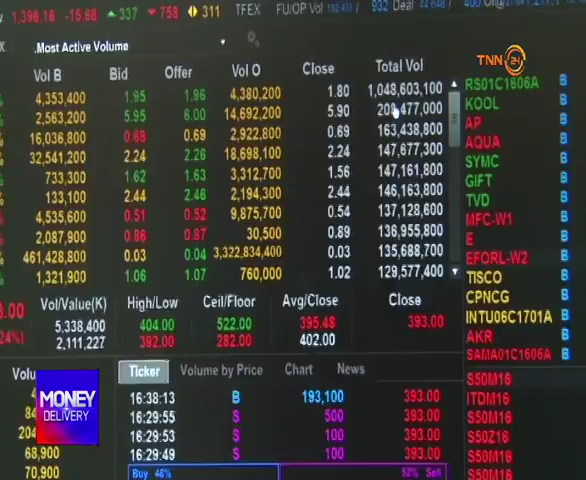 1,396.16 -15.68 337 758 311 TFEX FU/OP Vol 932 Deal
.Most Active Volume
TNN 24
Vol B Bid Offer Vol O Close Total Vol
4,353,400 1.95 1.96 4,380,200 1.80 1,048,603,100 RS01C1606A B
2,563,200 5.95 6.00 14,692,200 5.90 477,000 KOOL B
16,036,800 0.68 0.69 2,922,800 0.69 163,438,800 AP B
32,541,200 2.24 2.26 18,698,100 2.24 147,677,300 AQUA B
733,300 1.62 1.63 3,312,700 1.56 147,161,800 SYMC B
133,100 2.44 2.46 2,194,300 2.44 146,163,800 GIFT B
4,535,600 0.51 0.52 9,875,700 0.54 137,128,600 TVD B
2,087,900 0.86 0.87 30,500 0.89 136,955,800 MFC-W1 B
461,428,800 0.03 0.04 3,322,834,400 0.03 135,688,700 E B
1,321,900 1.06 1.07 760,000 1.02 129,577,400 EFORL-W2 B
TISCO B
CPNCG B
INTU06C1701A B
AKR B
SAMA01C1606A B
Vol/Value(K) High/Low Ceil/Floor Avg/Close Close
5,338,400 404.00 522.00 395.48 393.00
2,111,227 392.00 282.00 402.00
Ticker Volume by Price Chart News
16:38:13 B 193,100 393.00
16:29:55 S 500 393.00
16:29:53 S 100 393.00
16:29:49 S 100 393.00
Buy 48% 52% Sell
S50M16
ITDM16
S50M16
S50Z16
S50M16
S50M16
68,900
70,900
MONEY
DELIVERY